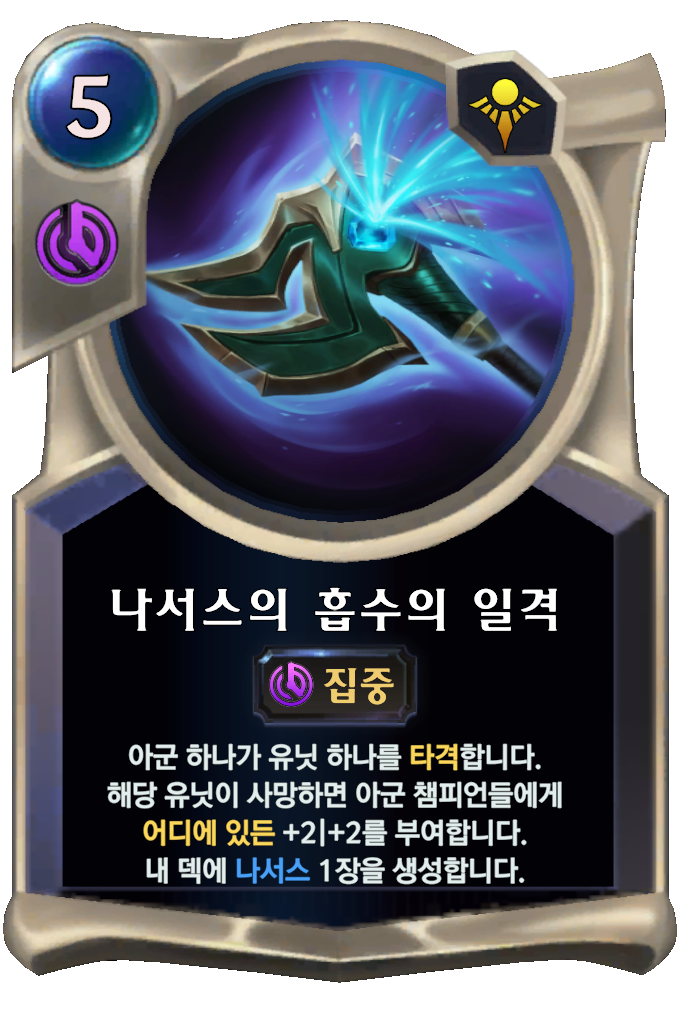 5
나서스의 흡수의 일격
집중
아군 하나가 유닛 하나를 타격합니다.
해당 유닛이 사망하면 아군 챔피언들에게
어디에 있든 +2|+2를 부여합니다.
내 덱에 나서스 1장을 생성합니다.